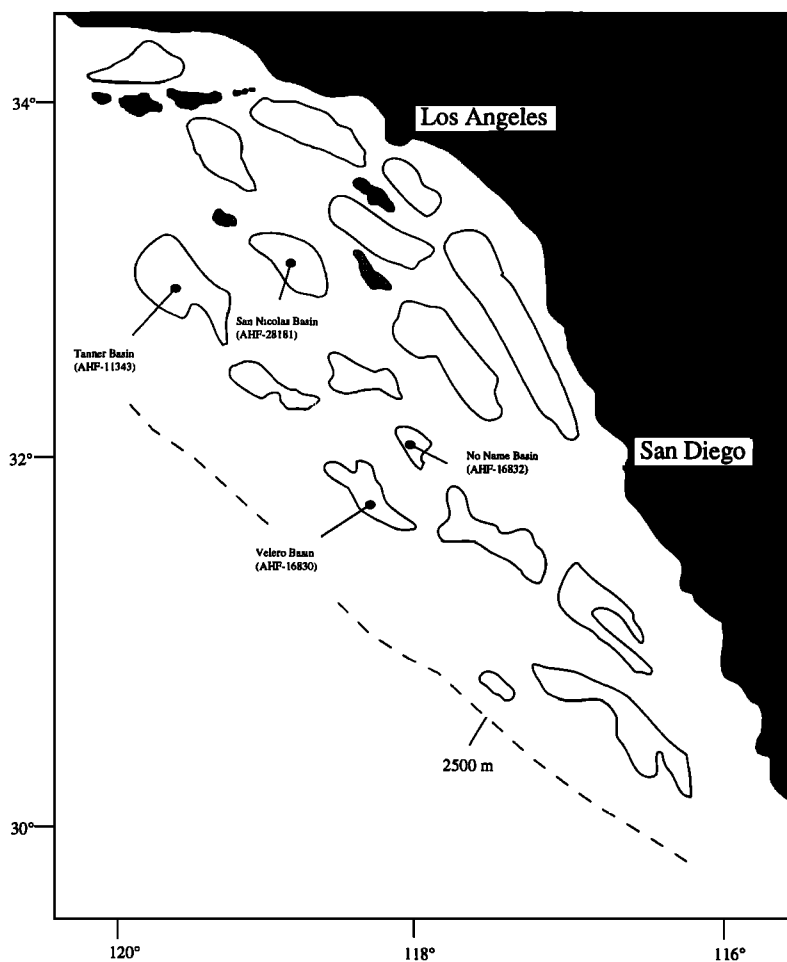 34°
Los Angeles
San Nicolas Basin
(AHF-28181)
Tanner Basin
(AHF-11343)
32°
No Name Basin
(AHF-16832)
San Diego
Velero Basin
(AHF-16830)
2500 m
30°
120°
118°
116°